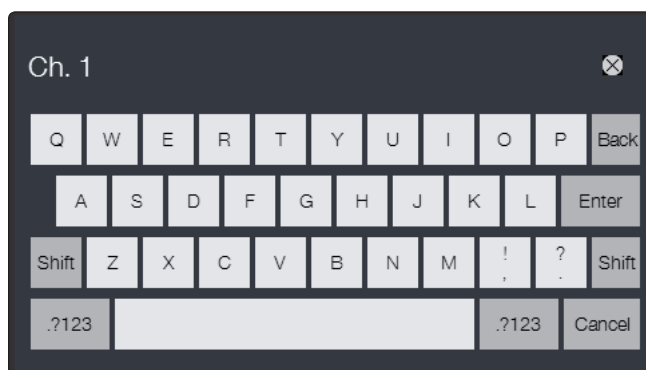 Ch. 1
Q W E R T Y U I O P Back
A S D F G H J K L Enter
Shift Z X C V B N M ! , ? . Shift
.?123 .?123 Cancel